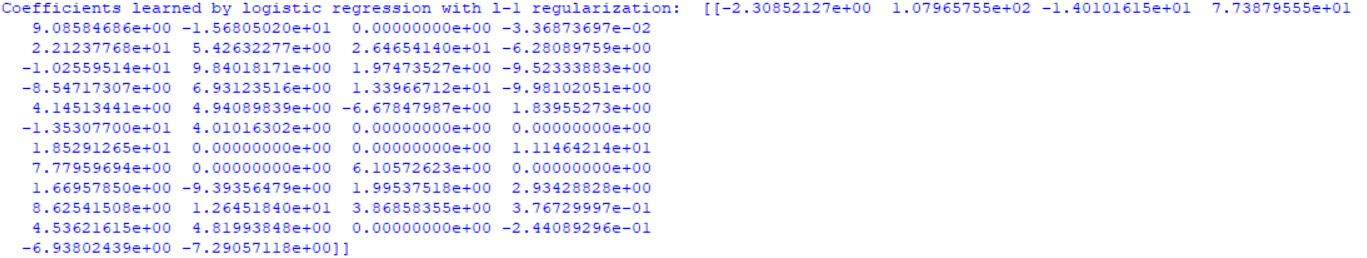 Coefficients learned by logistic regression with l-1 regularization:  [[-2.30852127e+00  1.07965755e+02 -1.40101615e+01  7.73879555e+01
9.08584686e+00 -1.56805020e+01  0.00000000e+00 -3.36873697e-02
2.21237768e+01  5.42632277e+00  2.64654140e+01 -6.28089759e+00
-1.02559514e+01  9.84018171e+00  1.97473527e+00 -9.52333883e+00
-8.54717307e+00  6.93123516e+00  1.33966712e+01 -9.98102051e+00
4.14513441e+00  4.94089839e+00 -6.67847987e+00  1.83955273e+00
-1.35307700e+01  4.01016302e+00  0.00000000e+00  0.00000000e+00
1.85291265e+01  0.00000000e+00  0.00000000e+00  1.11464214e+01
7.77959694e+00  0.00000000e+00  6.10572623e+00  0.00000000e+00
1.66957850e+00 -9.39356479e+00  1.99537518e+00  2.93428828e+00
8.62541508e+00  1.26451840e+01  3.86858355e+00  3.76729997e-01
4.53621615e+00  4.81993848e+00  0.00000000e+00 -2.44089296e-01
-6.93802439e+00 -7.29057118e+00]]